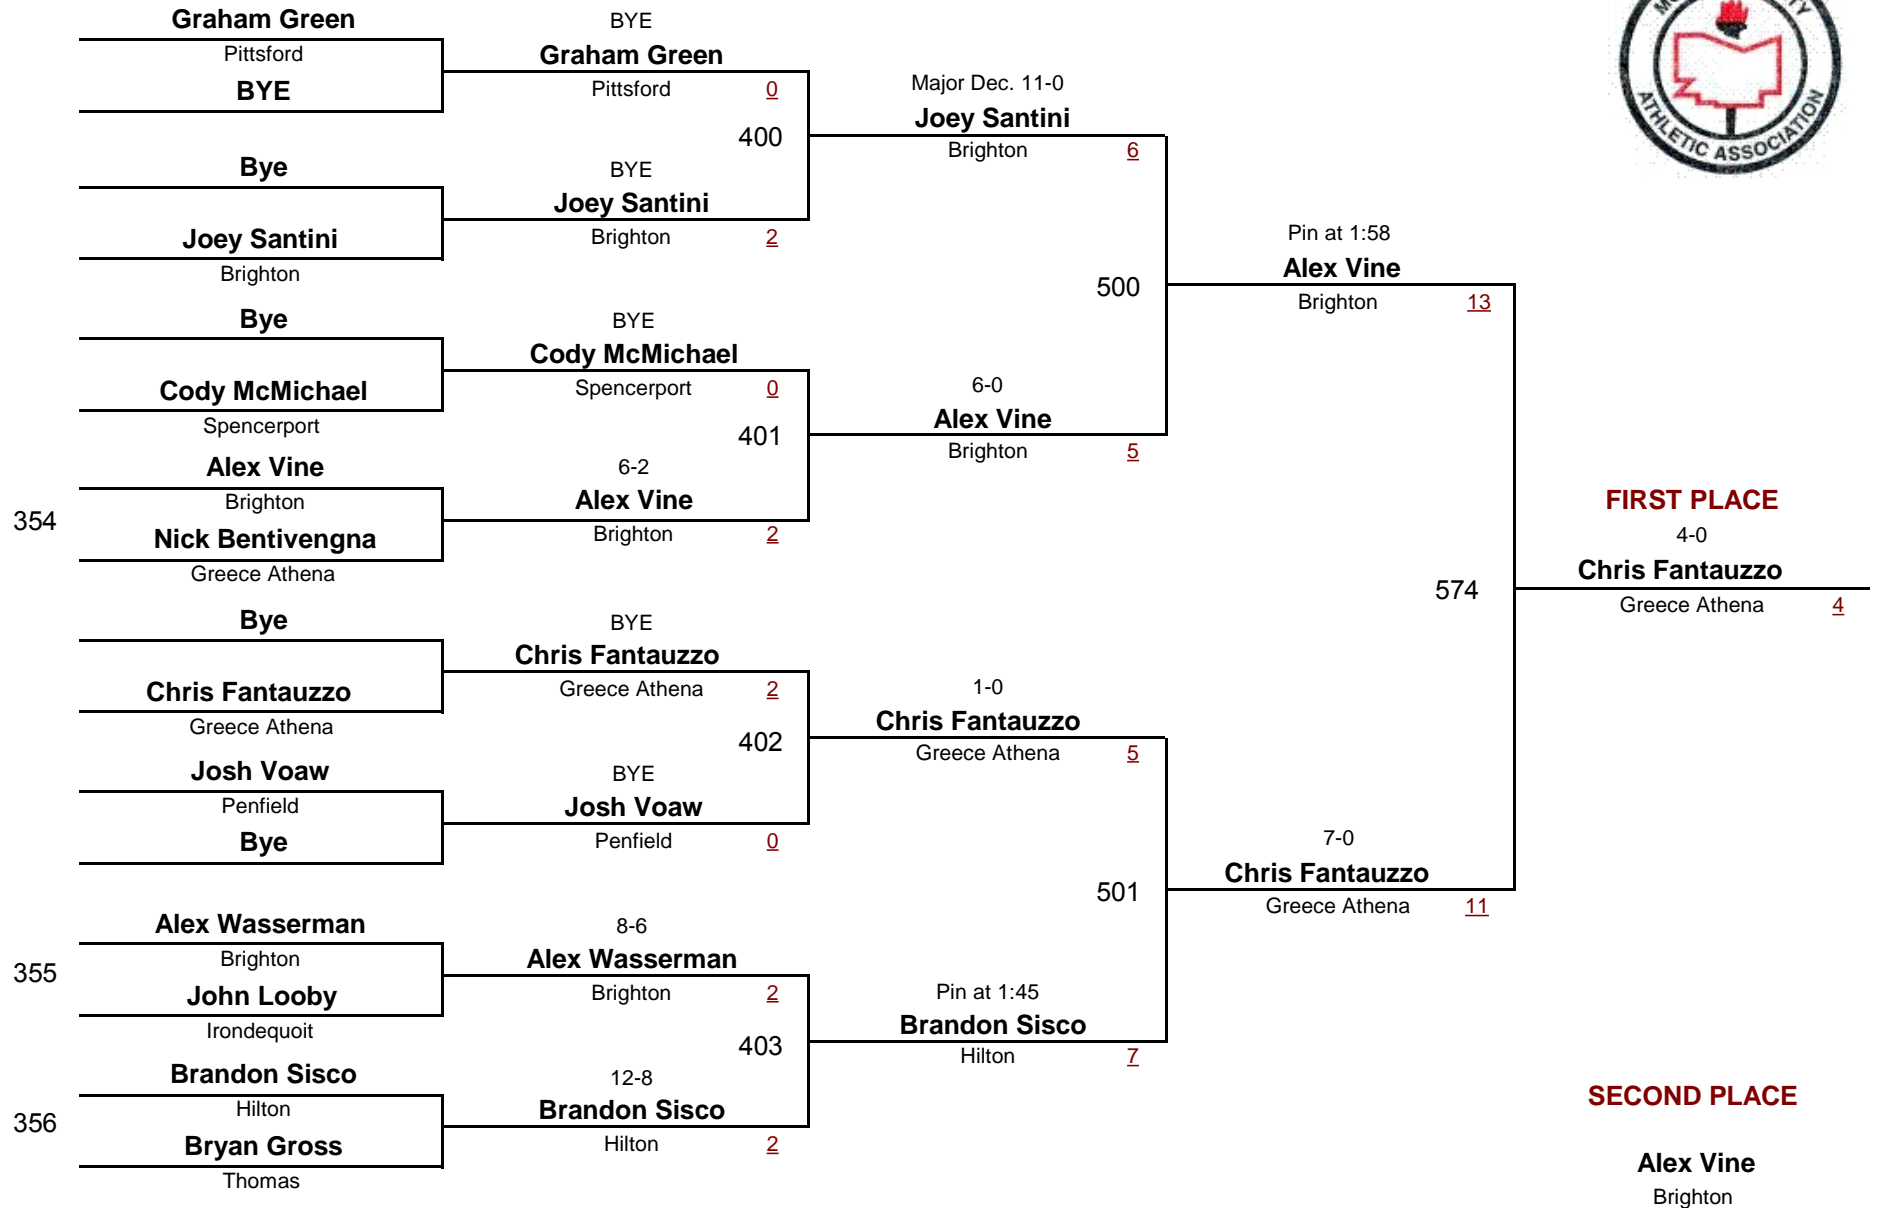 Graham Green
Pittsford
BYE
Bye
Joey Santini
Brighton
Bye
Cody McMichael
Spencerport
354
Alex Vine
Brighton
Nick Bentivengna
Greece Athena
Bye
Chris Fantauzzo
Greece Athena
Josh Voaw
Penfield
Bye
355
Alex Wasserman
Brighton
John Looby
Irondequoit
356
Brandon Sisco
Hilton
Bryan Gross
Thomas
BYE
Graham Green
Pittsford 0
400
BYE
Joey Santini
Brighton 2
BYE
Cody McMichael
Spencerport 0
401
6-2
Alex Vine
Brighton 2
BYE
Chris Fantauzzo
Greece Athena 2
402
BYE
Josh Voaw
Penfield 0
8-6
Alex Wasserman
Brighton 2
403
12-8
Brandon Sisco
Hilton 2
Major Dec. 11-0
Joey Santini
Brighton 6
500
6-0
Alex Vine
Brighton 5
1-0
Chris Fantauzzo
Greece Athena 5
501
Pin at 1:45
Brandon Sisco
Hilton 7
Pin at 1:58
Alex Vine
Brighton 13
574
7-0
Chris Fantauzzo
Greece Athena 11
ATHLETIC ASSOCIATION
FIRST PLACE
4-0
Chris Fantauzzo
Greece Athena 4
SECOND PLACE
Alex Vine
Brighton